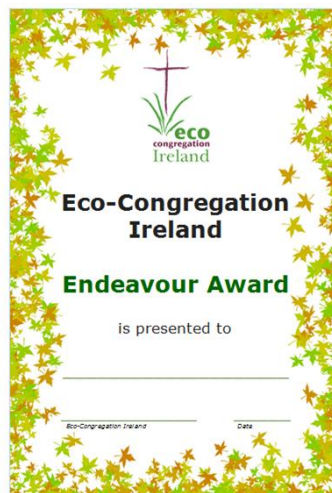 eco
congregation
Ireland
Eco-Congregation
Ireland
Endeavour Award
is presented to
Eco-Congregation Ireland
Date